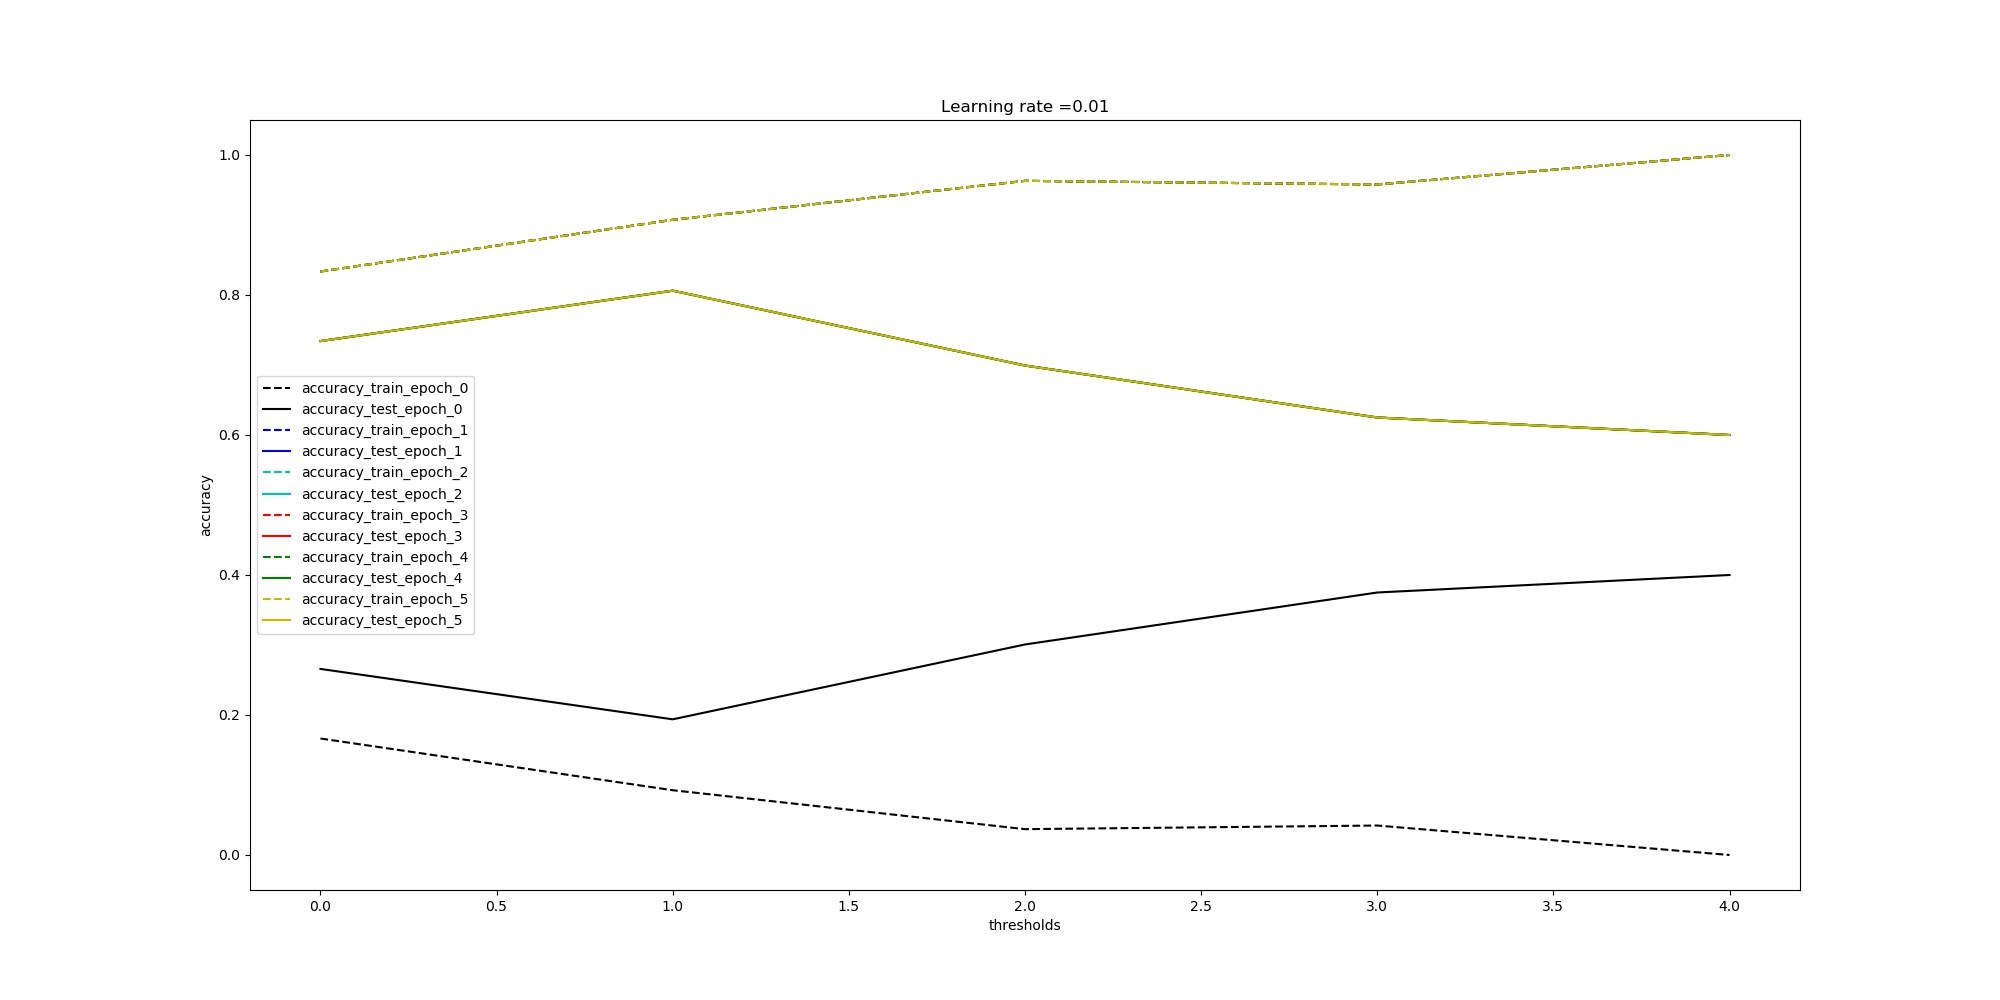 Learning rate =0.01
1.0
0.8
0.6
0.4
0.2
0.0
accuracy
accuracy_train_epoch_0
accuracy_test_epoch_0
accuracy_train_epoch_1
accuracy_test_epoch_1
accuracy_train_epoch_2
accuracy_test_epoch_2
accuracy_train_epoch_3
accuracy_test_epoch_3
accuracy_train_epoch_4
accuracy_test_epoch_4
accuracy_train_epoch_5
accuracy_test_epoch_5
0.0 0.5 1.0 1.5 2.0 2.5 3.0 3.5 4.0
thresholds